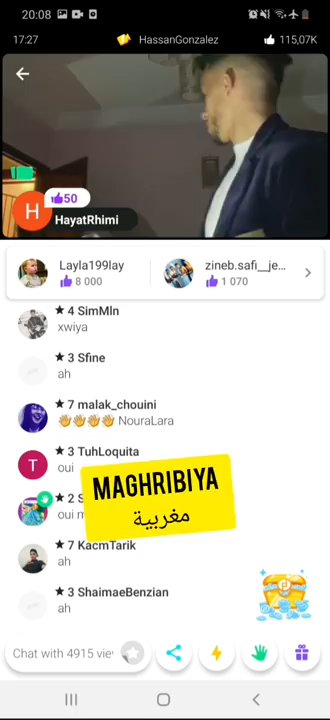 20:08
17:27
HassanGonzalez
115,07K
50
H
HayatRhimi
Layla199lay
8 000
zineb.safi__je...
1 070
★ 4 SimMln
xwiya
★ 3 Sfine
ah
★ 7 malak_chouini
👏👏👏👏 NouraLara
T
★ 3 TuhLoquita
oui
★ 2 S
oui
MAGHRIBIYA
مغربية
★ 7 KacmTarik
ah
★ 3 ShaimaeBenzian
ah
Chat with 4915